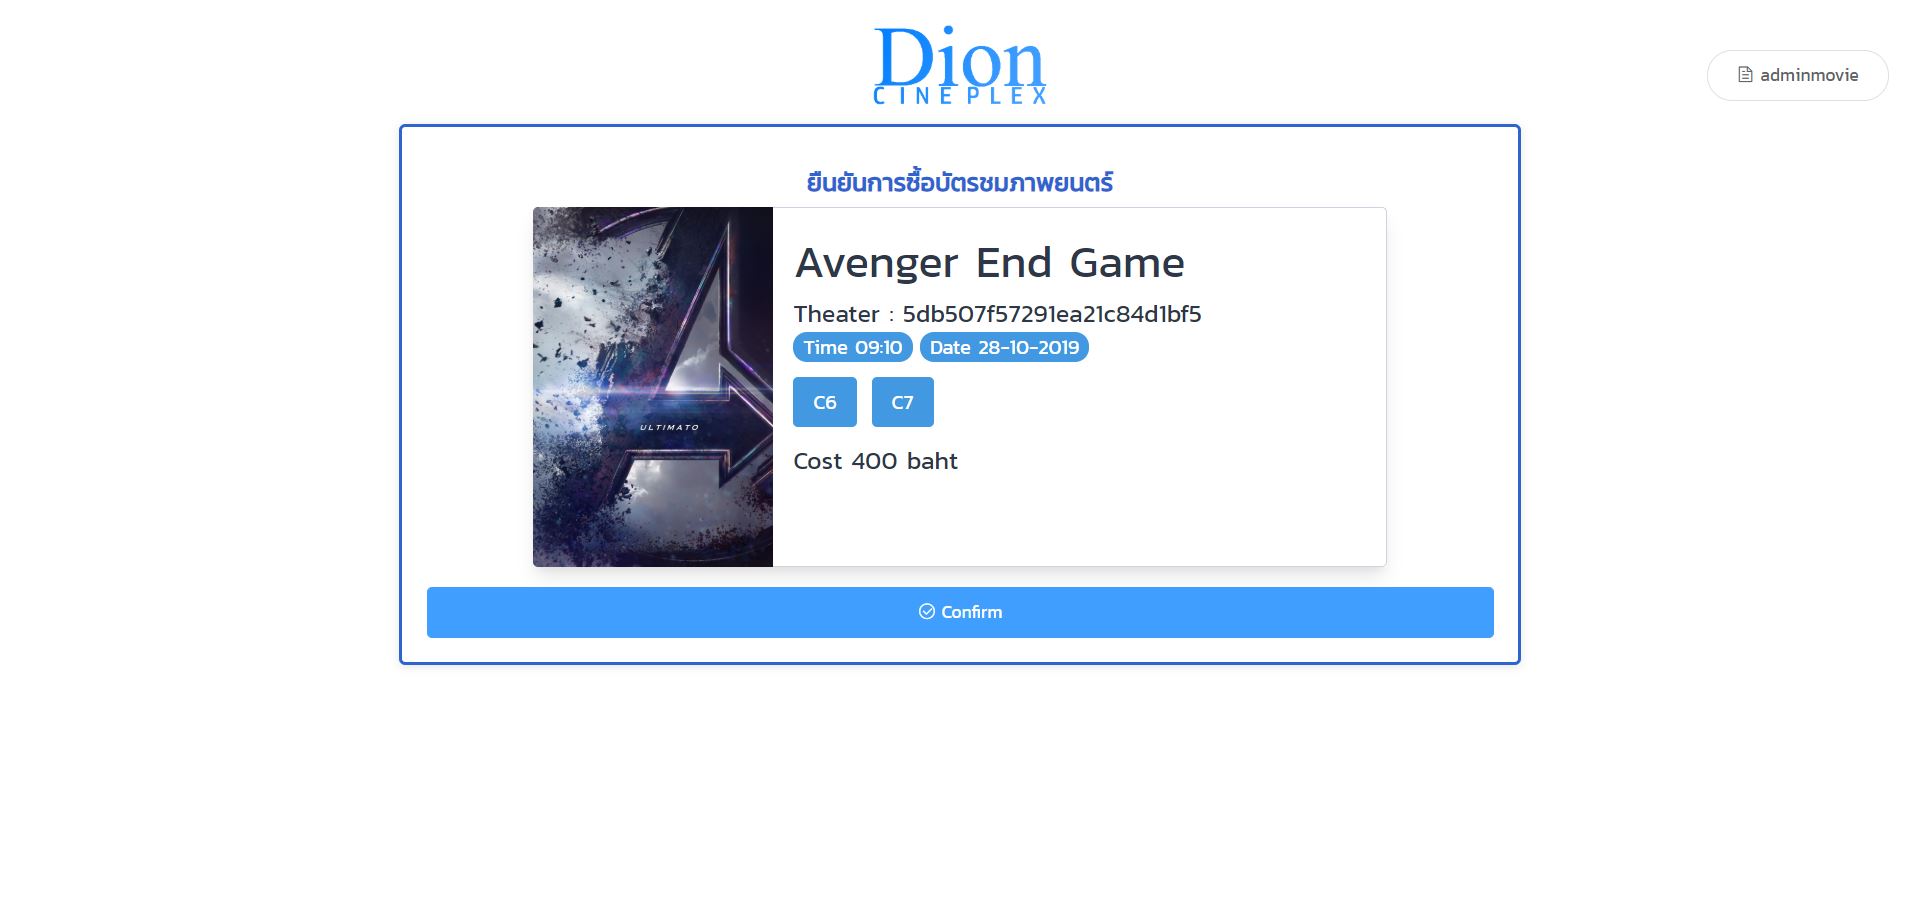 Dion
CINEPLEX
adminmovie
ยืนยันการซื้อบัตรชมภาพยนตร์
Avenger End Game
Theater : 5db507f57291ea21c84d1bf5
Time 09:10 Date 28-10-2019
C6 C7
ULTIMATO
Cost 400 baht
Confirm